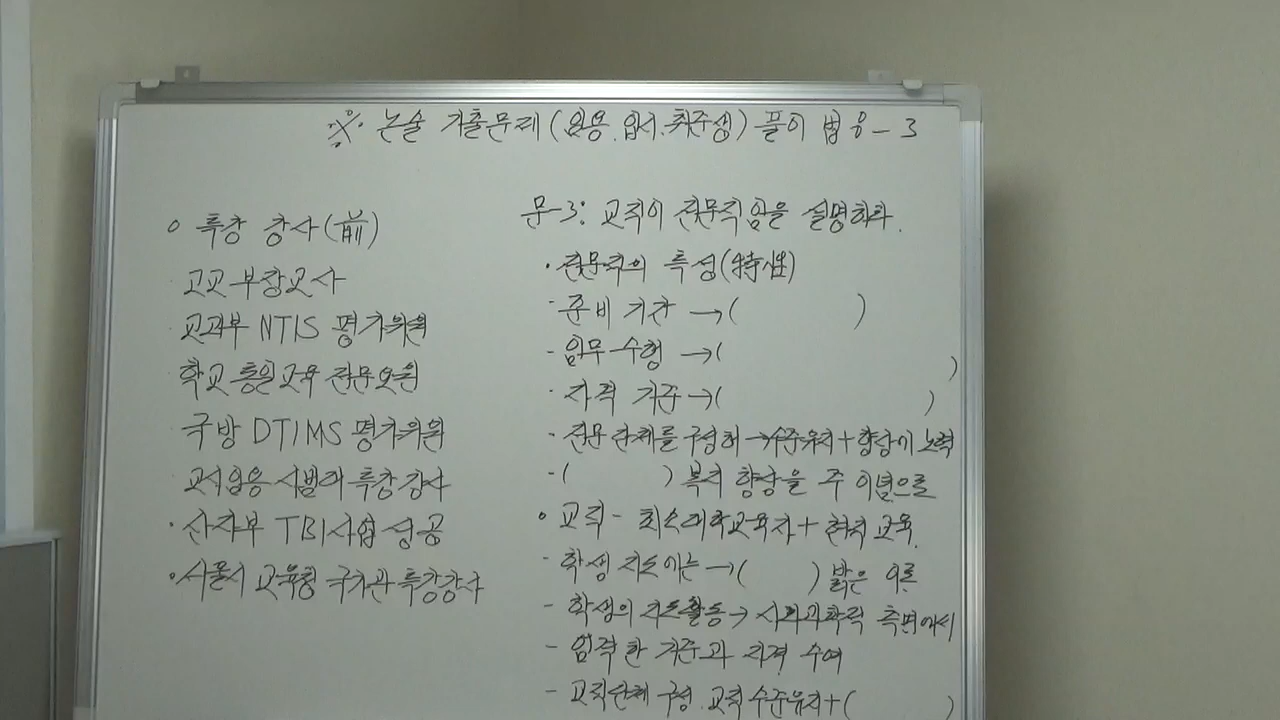 ※. 논술 기출문제(임용.입시.취준생) 풀이 법 응-3
○ 특강 강사(前)
고교 부장교사
교과부 NTIS 평가위원
학교 통일교육 전문요원
국방 DTIMS 평가위원
교서임용 시범과 특강강사
· 산자부 TBI사업 성공
· 서울시 교육청 국가관 특강강사
문-3: 교직이 전문직 임을 설명하라.
· 전문직의 특성(特性)
- 준비 기간 →( )
- 임무 수행 →( )
- 자격 기준 →( )
- 전문 단체를 구성해 →수준유지+향상이 노력
-( ) 복지 향상을 주 이념으로
○ 교직 - 최소대학교육자+현직 교육.
- 학생 지도에는 →( ) 밝은 이론
- 학생의 지도활동 → 사회과학적 측면에서
- 엄격한 기준과 자격 수여
- 교직단체 구성. 교직 수준유지+( )